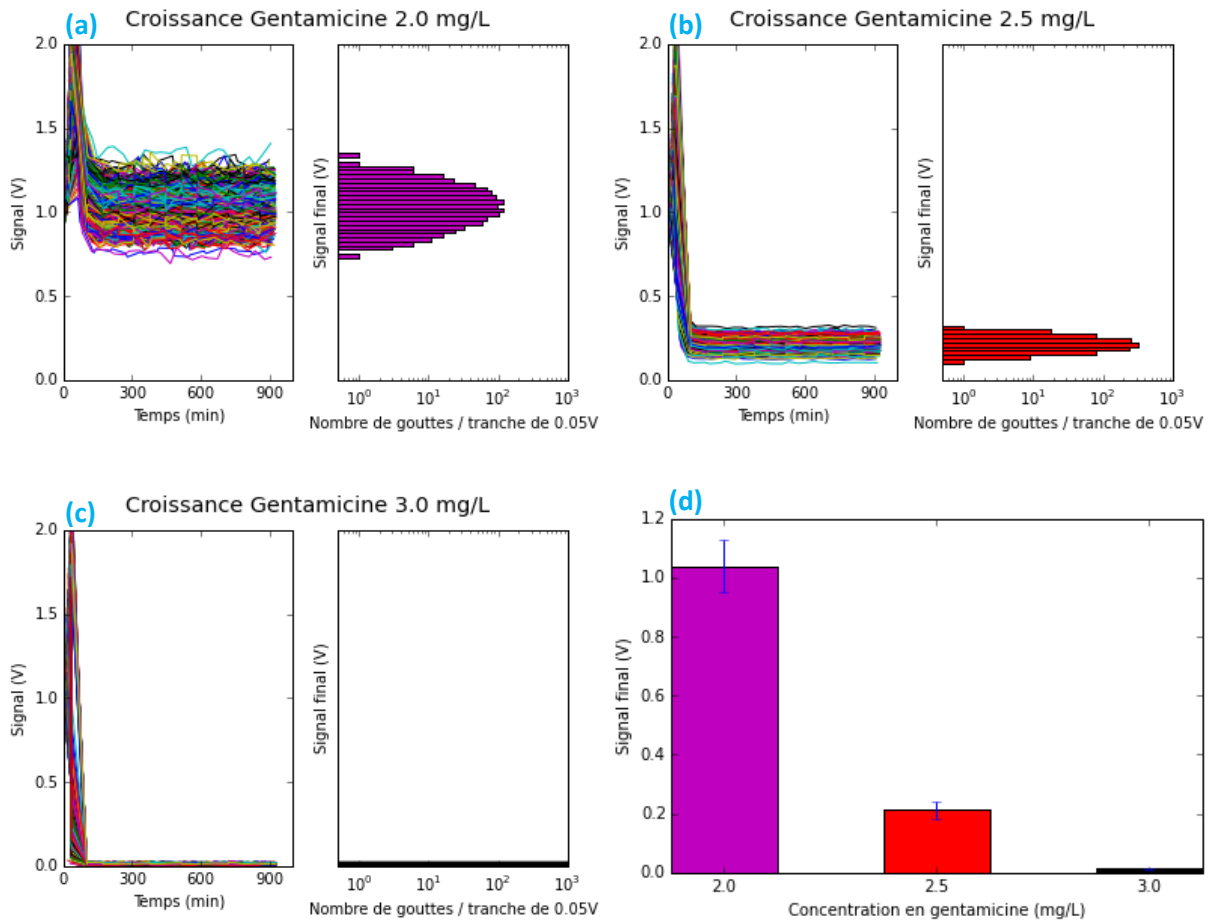 (a) Croissance Gentamicine 2.0 mg/L
2.0
1.5
1.0
0.5
0.0
Signal (V)
0 300 600 900
Temps (min)
Signal final (V)
10⁰ 10¹ 10² 10³
Nombre de gouttes / tranche de 0.05V
(b) Croissance Gentamicine 2.5 mg/L
2.0
1.5
1.0
0.5
0.0
Signal (V)
0 300 600 900
Temps (min)
Signal final (V)
10⁰ 10¹ 10² 10³
Nombre de gouttes / tranche de 0.05V
(c) Croissance Gentamicine 3.0 mg/L
2.0
1.5
1.0
0.5
0.0
Signal (V)
0 300 600 900
Temps (min)
Signal final (V)
10⁰ 10¹ 10² 10³
Nombre de gouttes / tranche de 0.05V
(d)
1.2
1.0
0.8
0.6
0.4
0.2
0.0
Signal final (V)
2.0 2.5 3.0
Concentration en gentamicine (mg/L)